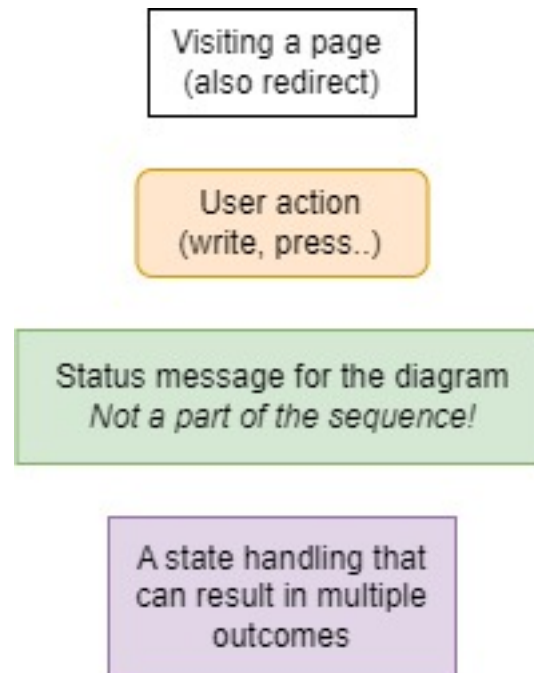 Visiting a page
(also redirect)
User action
(write, press..)
Status message for the diagram
Not a part of the sequence!
A state handling that
can result in multiple
outcomes